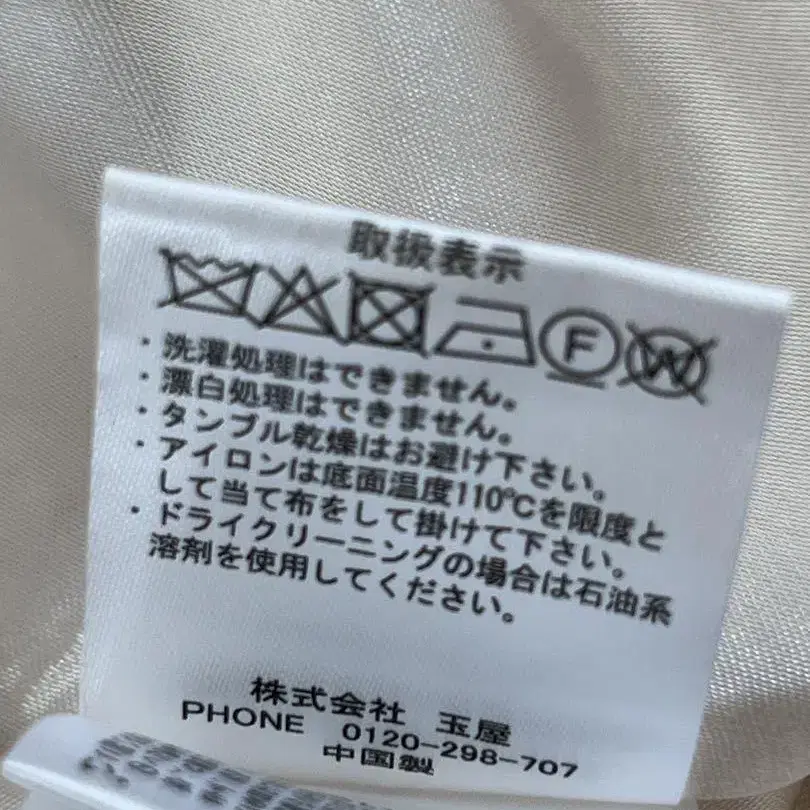 取扱表示
F W
・洗濯処理はできません。
・漂白処理はできません。
・タンブル乾燥はお避け下さい。
・アイロンは底面温度110℃を限度と
して当て布をして掛けて下さい。
・ドライクリーニングの場合は石油系
溶剤を使用してください。
株式会社 玉屋
PHONE 0120-298-707
中国製